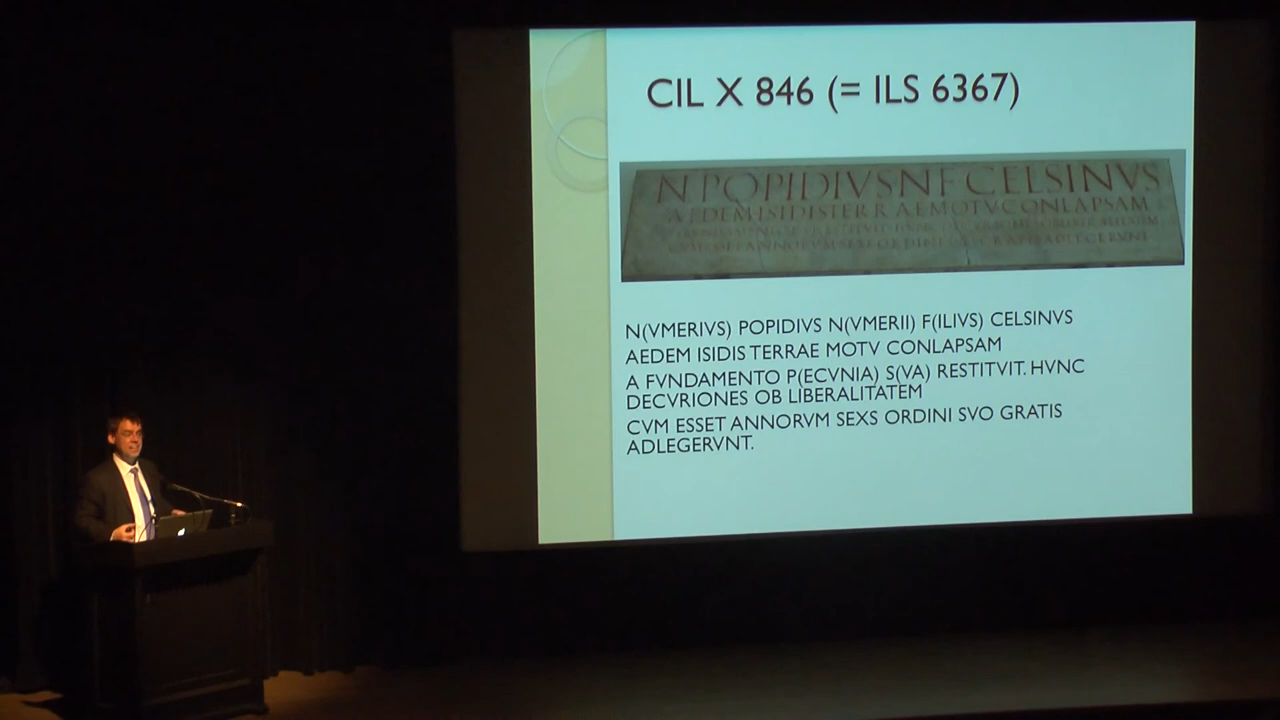 CIL X 846 (= ILS 6367)
N POPIDIVS N F CELSINVS
AEDEM ISIDIS TERRAE MOTV CONLAPSAM
N(VMERIVS) POPIDIVS N(VMERII) F(ILIVS) CELSINVS
AEDEM ISIDIS TERRAE MOTV CONLAPSAM
A FVNDAMENTO P(ECVNIA) S(VA) RESTITVIT. HVNC
DECVRIONES OB LIBERALITATEM
CVM ESSET ANNORVM SEXS ORDINI SVO GRATIS
ADLEGERVNT.